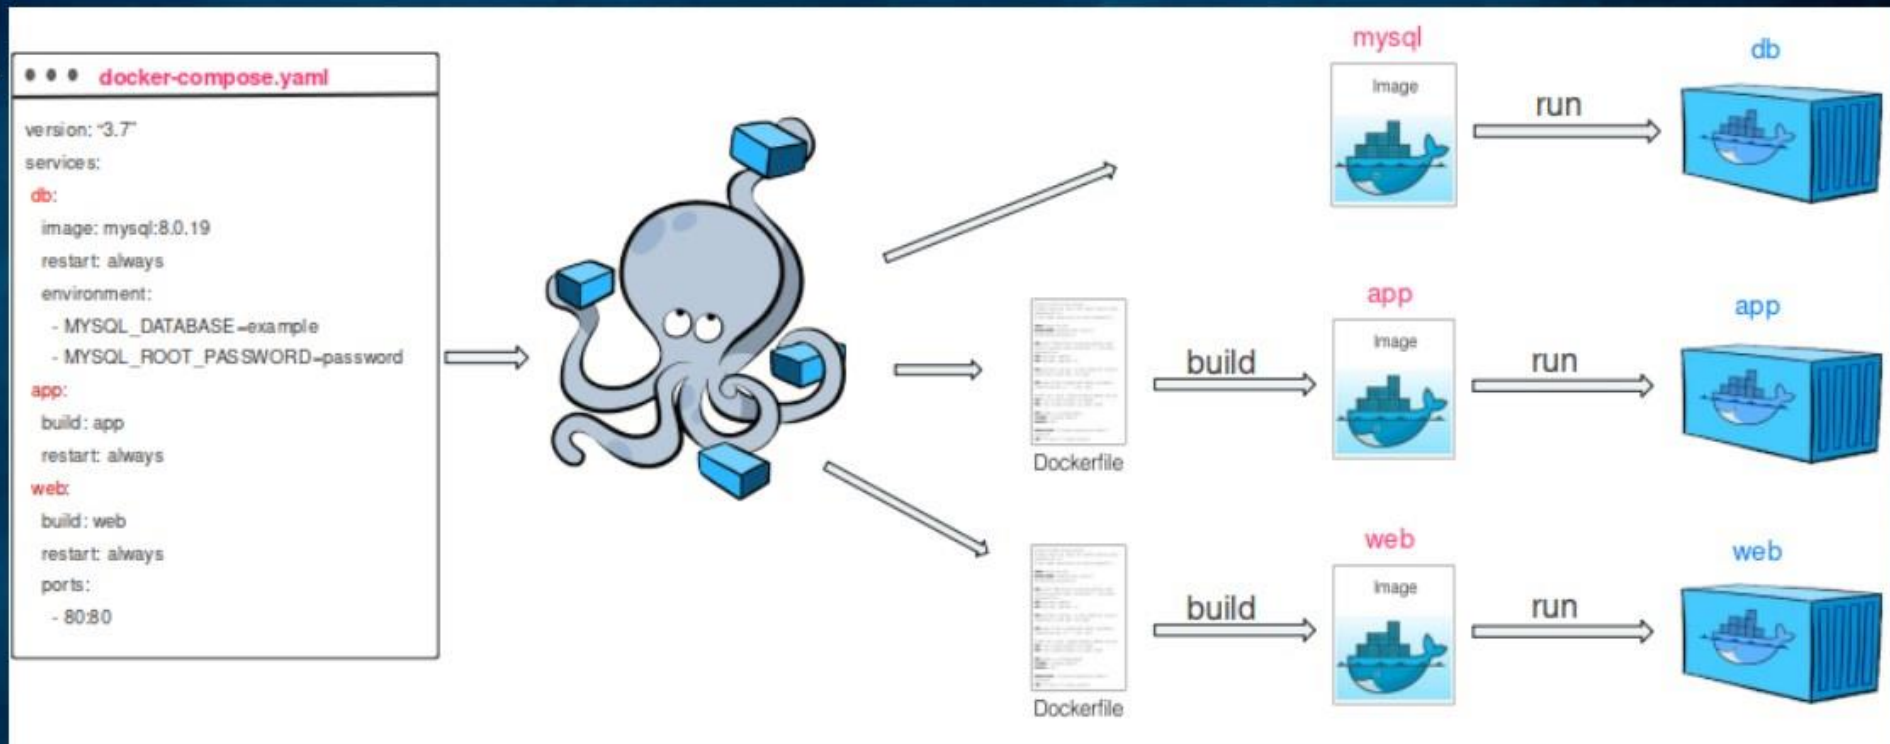 docker-compose.yaml
version: “3.7”
services:
db:
image: mysql:8.0.19
restart: always
environment:
- MYSQL_DATABASE=example
- MYSQL_ROOT_PASSWORD=password
app:
build: app
restart: always
web:
build: web
restart: always
ports:
- 80:80
mysql
Image
run
db
Dockerfile
build
app
Image
run
app
Dockerfile
build
web
Image
run
web